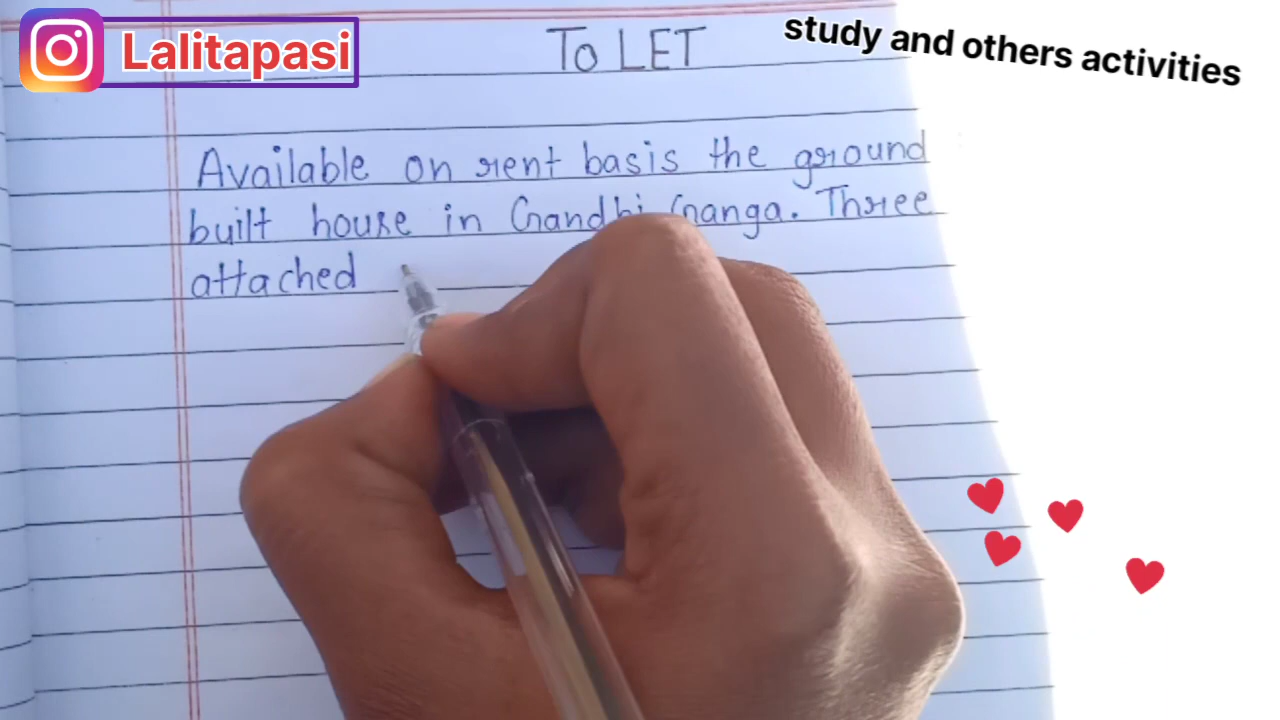 Lalitapasi
study and others activities
To LET
Available on rent basis the ground
built house in Gandhi Ganga. Three
attached